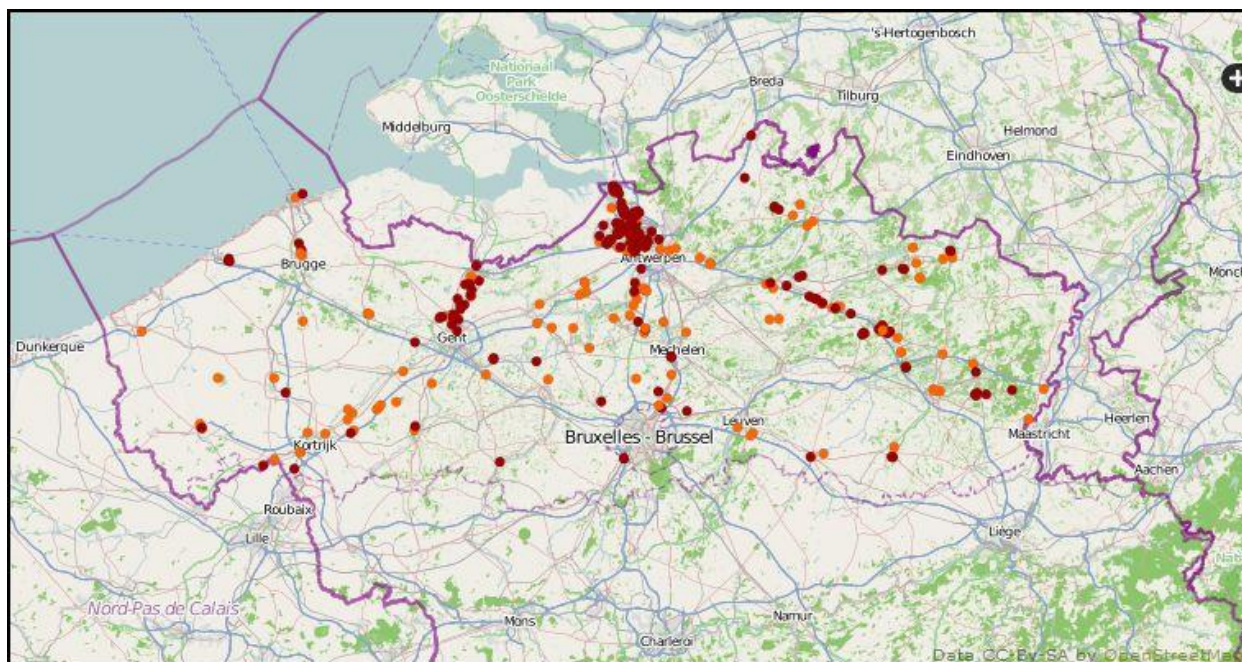 's-Hertogenbosch
Nationaal
Park
Oosterschelde
Breda
Tilburg
Middelburg
Helmond
Eindhoven
Brugge
Antwerpen
Dunkerque
Gent
Mechelen
Leuven
Bruxelles - Brussel
Kortrijk
Maastricht
Heerlen
Aachen
Roubaix
Lille
Liège
Nord-Pas de Calais
Mons
Namur
Charleroi
Data CC-By-SA by OpenStreetMap